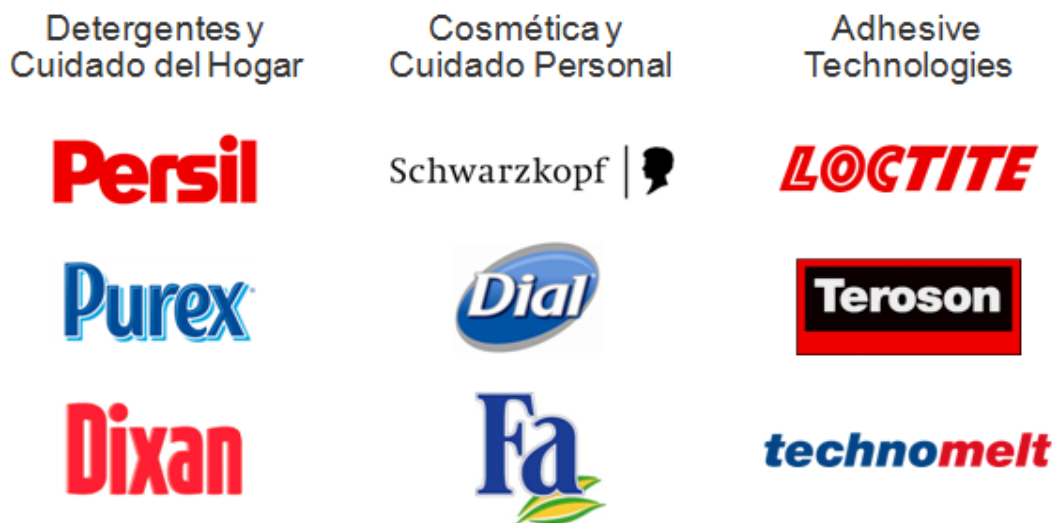 Detergentes y
Cuidado del Hogar
Cosmética y
Cuidado Personal
Adhesive
Technologies
Persil
Schwarzkopf
LOCTITE
Purex
Dial
Teroson
Dixan
Fa
technomelt